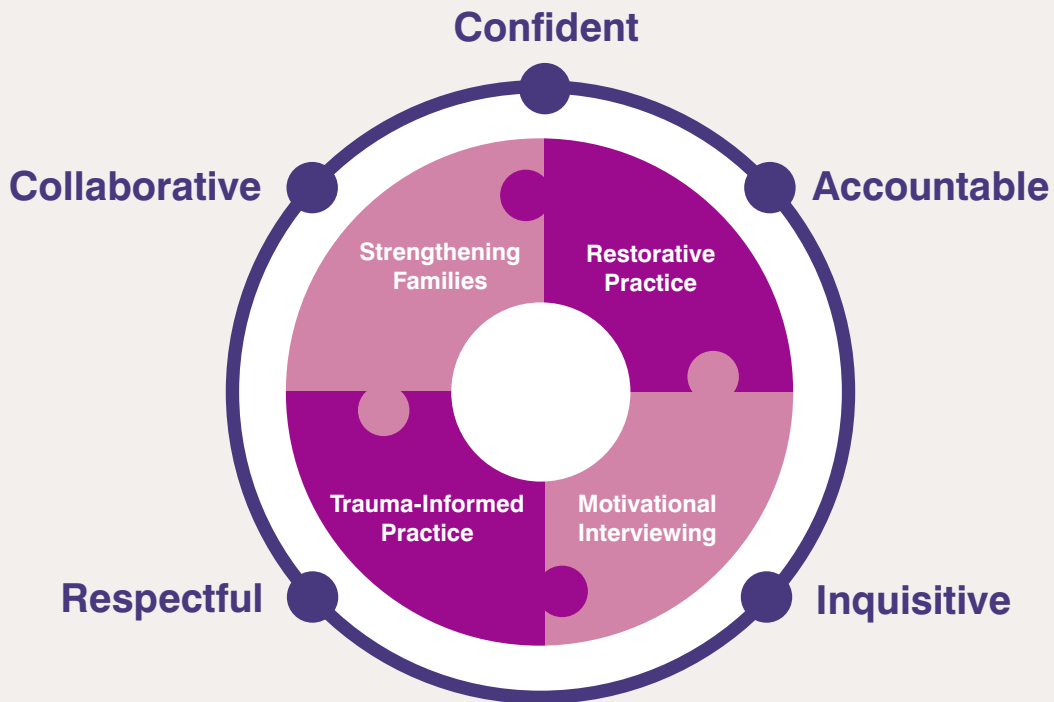 Confident
Collaborative
Accountable
Strengthening
Families
Restorative
Practice
Trauma-Informed
Practice
Motivational
Interviewing
Respectful
Inquisitive